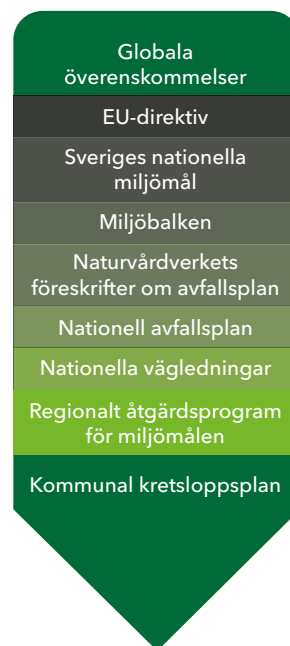 Globala
överenskommelser
EU-direktiv
Sveriges nationella
miljömål
Miljöbalken
Naturvårdverkets
föreskrifter om avfallsplan
Nationell avfallsplan
Nationella vägledningar
Regionalt åtgärdsprogram
för miljömålen
Kommunal kretsloppsplan